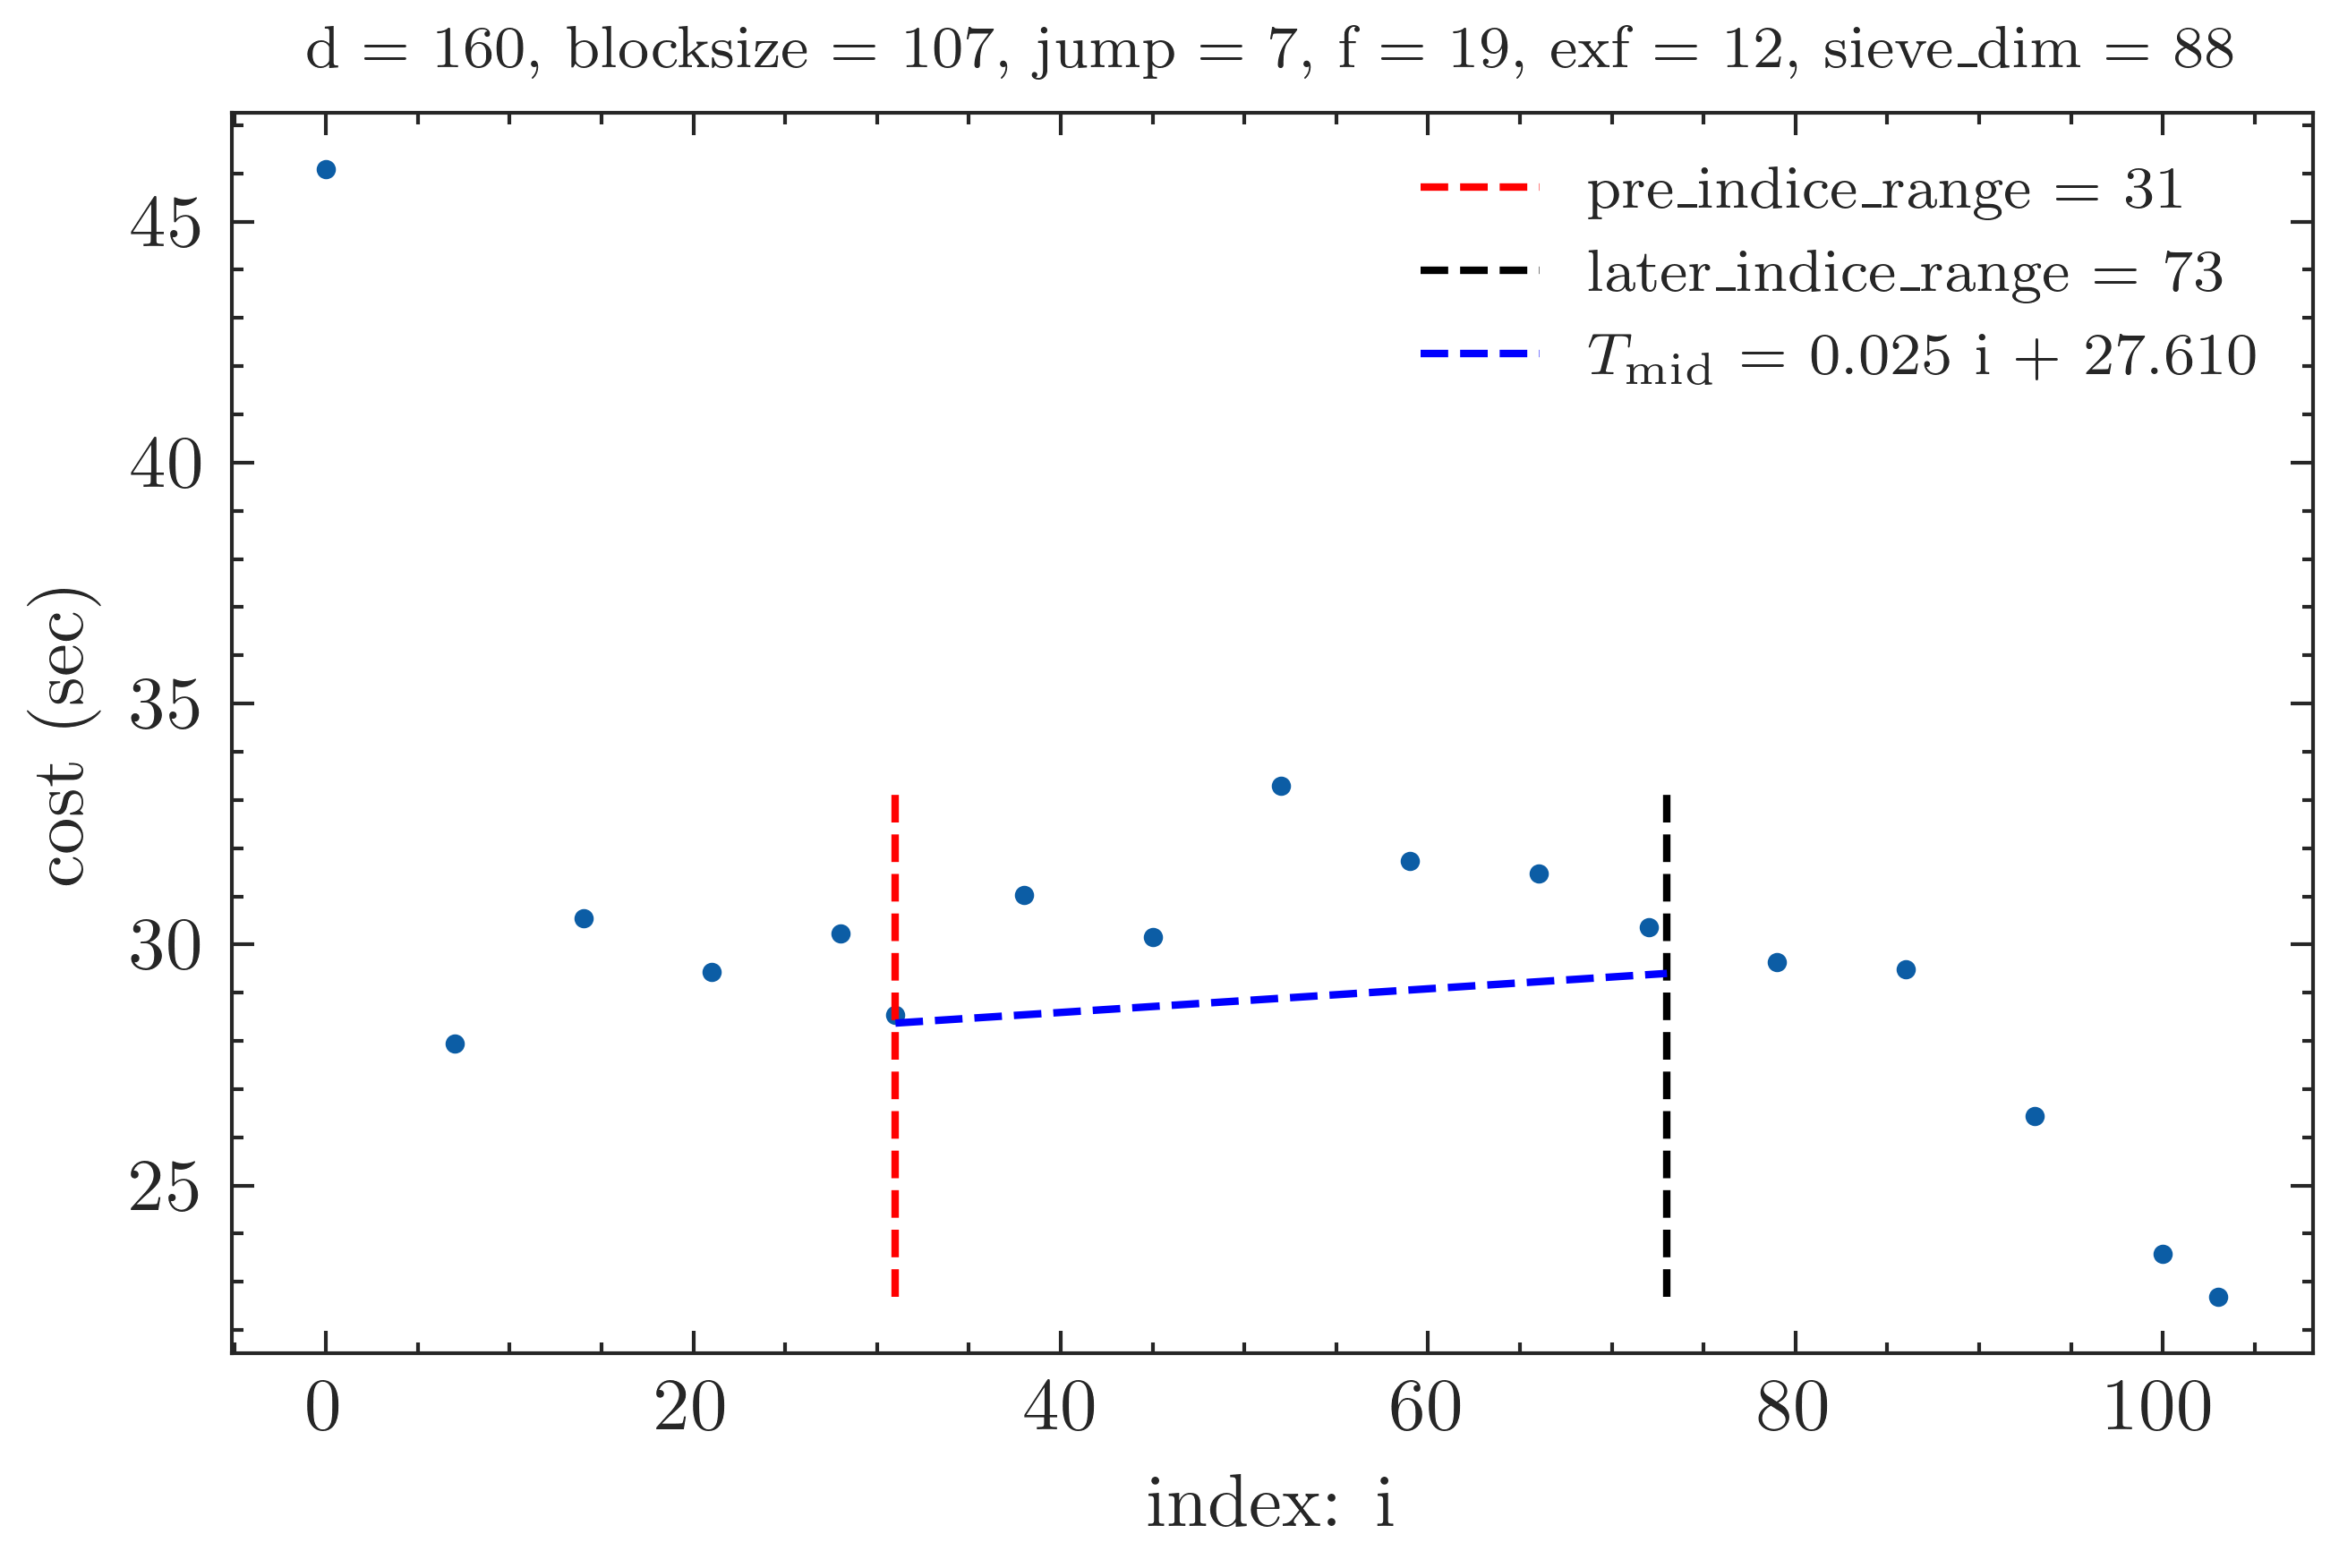 d = 160, blocksize = 107, jump = 7, f = 19, exf = 12, sieve_dim = 88
pre_indice_range = 31
later_indice_range = 73
T_mid = 0.025 i + 27.610
45
40
35
30
25
cost (sec)
0 20 40 60 80 100
index: i